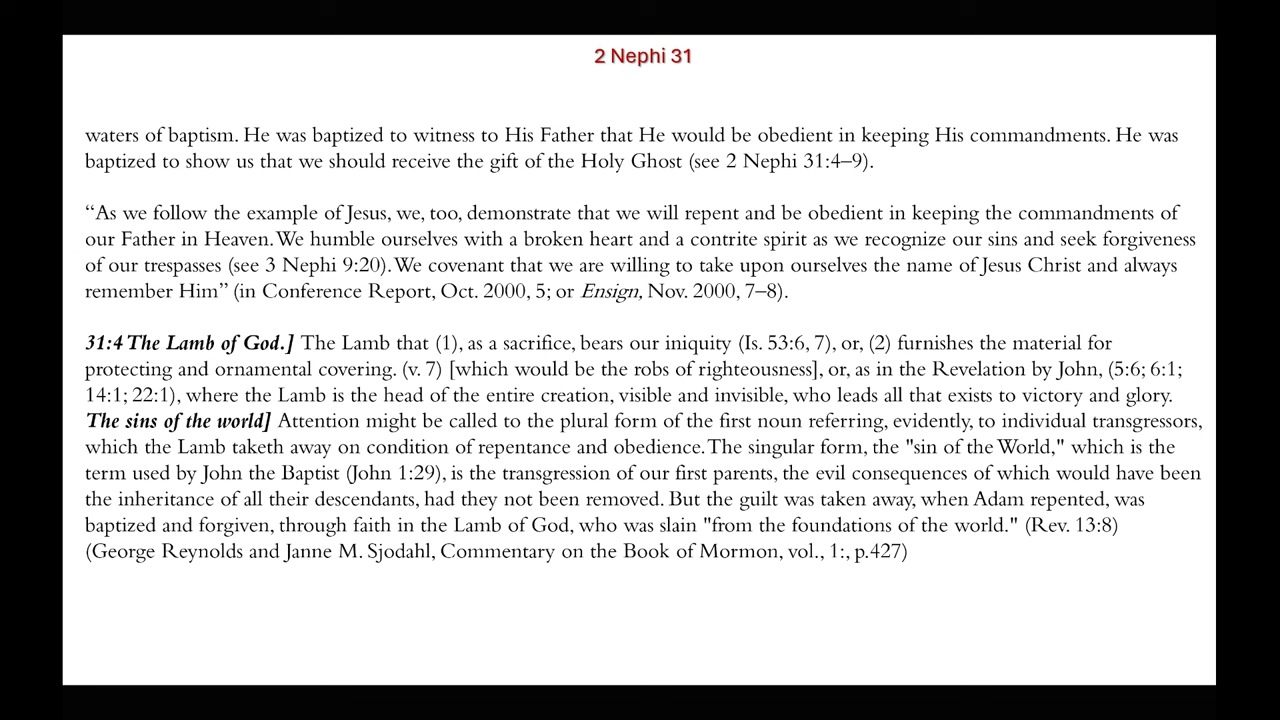 2 Nephi 31
waters of baptism. He was baptized to witness to His Father that He would be obedient in keeping His commandments. He was
baptized to show us that we should receive the gift of the Holy Ghost (see 2 Nephi 31:4–9).
“As we follow the example of Jesus, we, too, demonstrate that we will repent and be obedient in keeping the commandments of
our Father in Heaven. We humble ourselves with a broken heart and a contrite spirit as we recognize our sins and seek forgiveness
of our trespasses (see 3 Nephi 9:20). We covenant that we are willing to take upon ourselves the name of Jesus Christ and always
remember Him” (in Conference Report, Oct. 2000, 5; or Ensign, Nov. 2000, 7–8).
31:4 The Lamb of God.] The Lamb that (1), as a sacrifice, bears our iniquity (Is. 53:6, 7), or, (2) furnishes the material for
protecting and ornamental covering. (v. 7) [which would be the robs of righteousness], or, as in the Revelation by John, (5:6; 6:1;
14:1; 22:1), where the Lamb is the head of the entire creation, visible and invisible, who leads all that exists to victory and glory.
The sins of the world] Attention might be called to the plural form of the first noun referring, evidently, to individual transgressors,
which the Lamb taketh away on condition of repentance and obedience. The singular form, the "sin of the World," which is the
term used by John the Baptist (John 1:29), is the transgression of our first parents, the evil consequences of which would have been
the inheritance of all their descendants, had they not been removed. But the guilt was taken away, when Adam repented, was
baptized and forgiven, through faith in the Lamb of God, who was slain "from the foundations of the world." (Rev. 13:8)
(George Reynolds and Janne M. Sjodahl, Commentary on the Book of Mormon, vol., 1:, p.427)